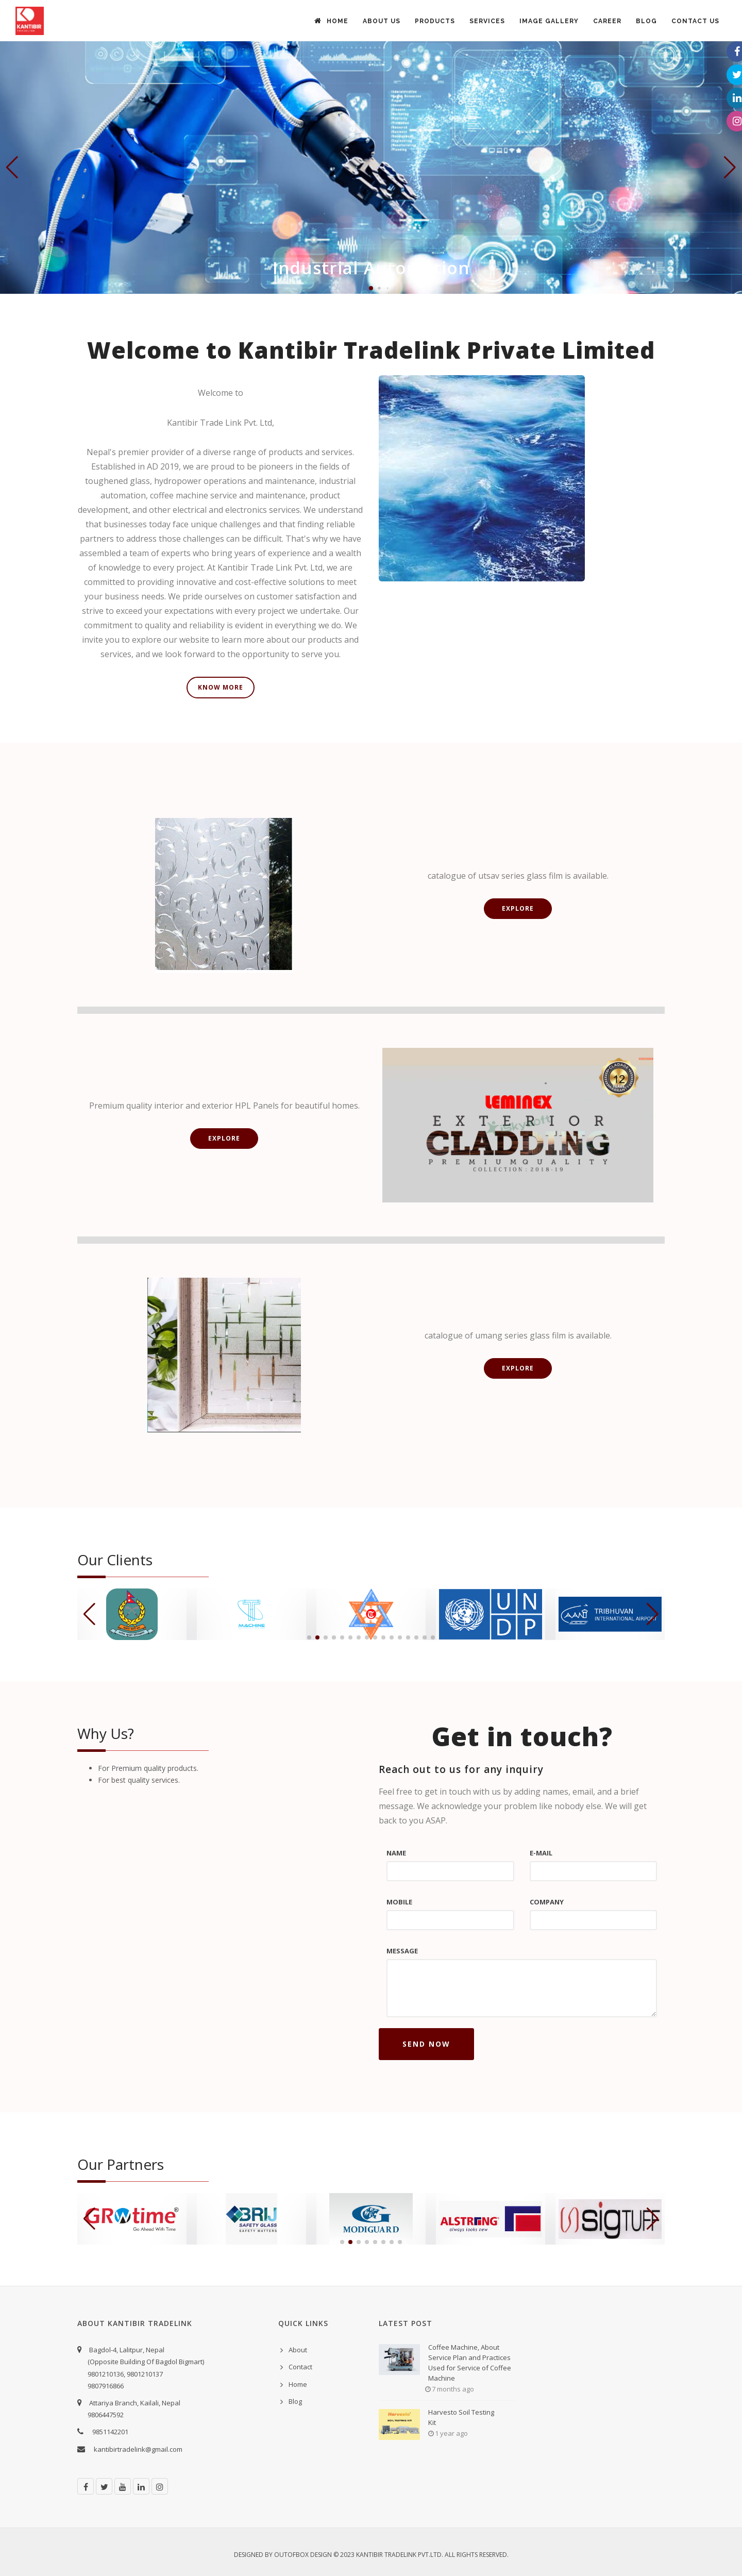 KANTIBIR
HOME ABOUT US PRODUCTS SERVICES IMAGE GALLERY CAREER BLOG CONTACT US
Industrial Automation
Welcome to Kantibir Tradelink Private Limited
Welcome to
Kantibir Trade Link Pvt. Ltd,
Nepal's premier provider of a diverse range of products and services.
Established in AD 2019, we are proud to be pioneers in the fields of
toughened glass, hydropower operations and maintenance, industrial
automation, coffee machine service and maintenance, product
development, and other electrical and electronics services. We understand
that businesses today face unique challenges and that finding reliable
partners to address those challenges can be difficult. That's why we have
assembled a team of experts who bring years of experience and a wealth
of knowledge to every project. At Kantibir Trade Link Pvt. Ltd, we are
committed to providing innovative and cost-effective solutions to meet
your business needs. We pride ourselves on customer satisfaction and
strive to exceed your expectations with every project we undertake. Our
commitment to quality and reliability is evident in everything we do. We
invite you to explore our website to learn more about our products and
services, and we look forward to the opportunity to serve you.
KNOW MORE
catalogue of utsav series glass film is available.
EXPLORE
Premium quality interior and exterior HPL Panels for beautiful homes.
EXPLORE
12
LEMINEX
EXTERIOR
CLADDING
PREMIUM QUALITY
COLLECTION : 2018-19
catalogue of umang series glass film is available.
EXPLORE
Our Clients
MACHINE
UN
DP
TRIBHUVAN
INTERNATIONAL AIRPORT
Why Us?
For Premium quality products.
For best quality services.
Get in touch?
Reach out to us for any inquiry
Feel free to get in touch with us by adding names, email, and a brief
message. We acknowledge your problem like nobody else. We will get
back to you ASAP.
NAME E-MAIL
MOBILE COMPANY
MESSAGE
SEND NOW
Our Partners
GROtime®
Go Ahead With Time
BRIJ
SAFETY GLASS
SAFETY MATTERS
MODIGUARD
ALSTRONG
always looks new
sigTUFF
ABOUT KANTIBIR TRADELINK
Bagdol-4, Lalitpur, Nepal
(Opposite Building Of Bagdol Bigmart)
9801210136, 9801210137
9807916866
Attariya Branch, Kailali, Nepal
9806447592
9851142201
kantibirtradelink@gmail.com
QUICK LINKS
About
Contact
Home
Blog
LATEST POST
Coffee Machine, About
Service Plan and Practices
Used for Service of Coffee
Machine
7 months ago
Harvesto Soil Testing
Kit
1 year ago
DESIGNED BY OUTOFBOX DESIGN © 2023 KANTIBIR TRADELINK PVT.LTD. ALL RIGHTS RESERVED.